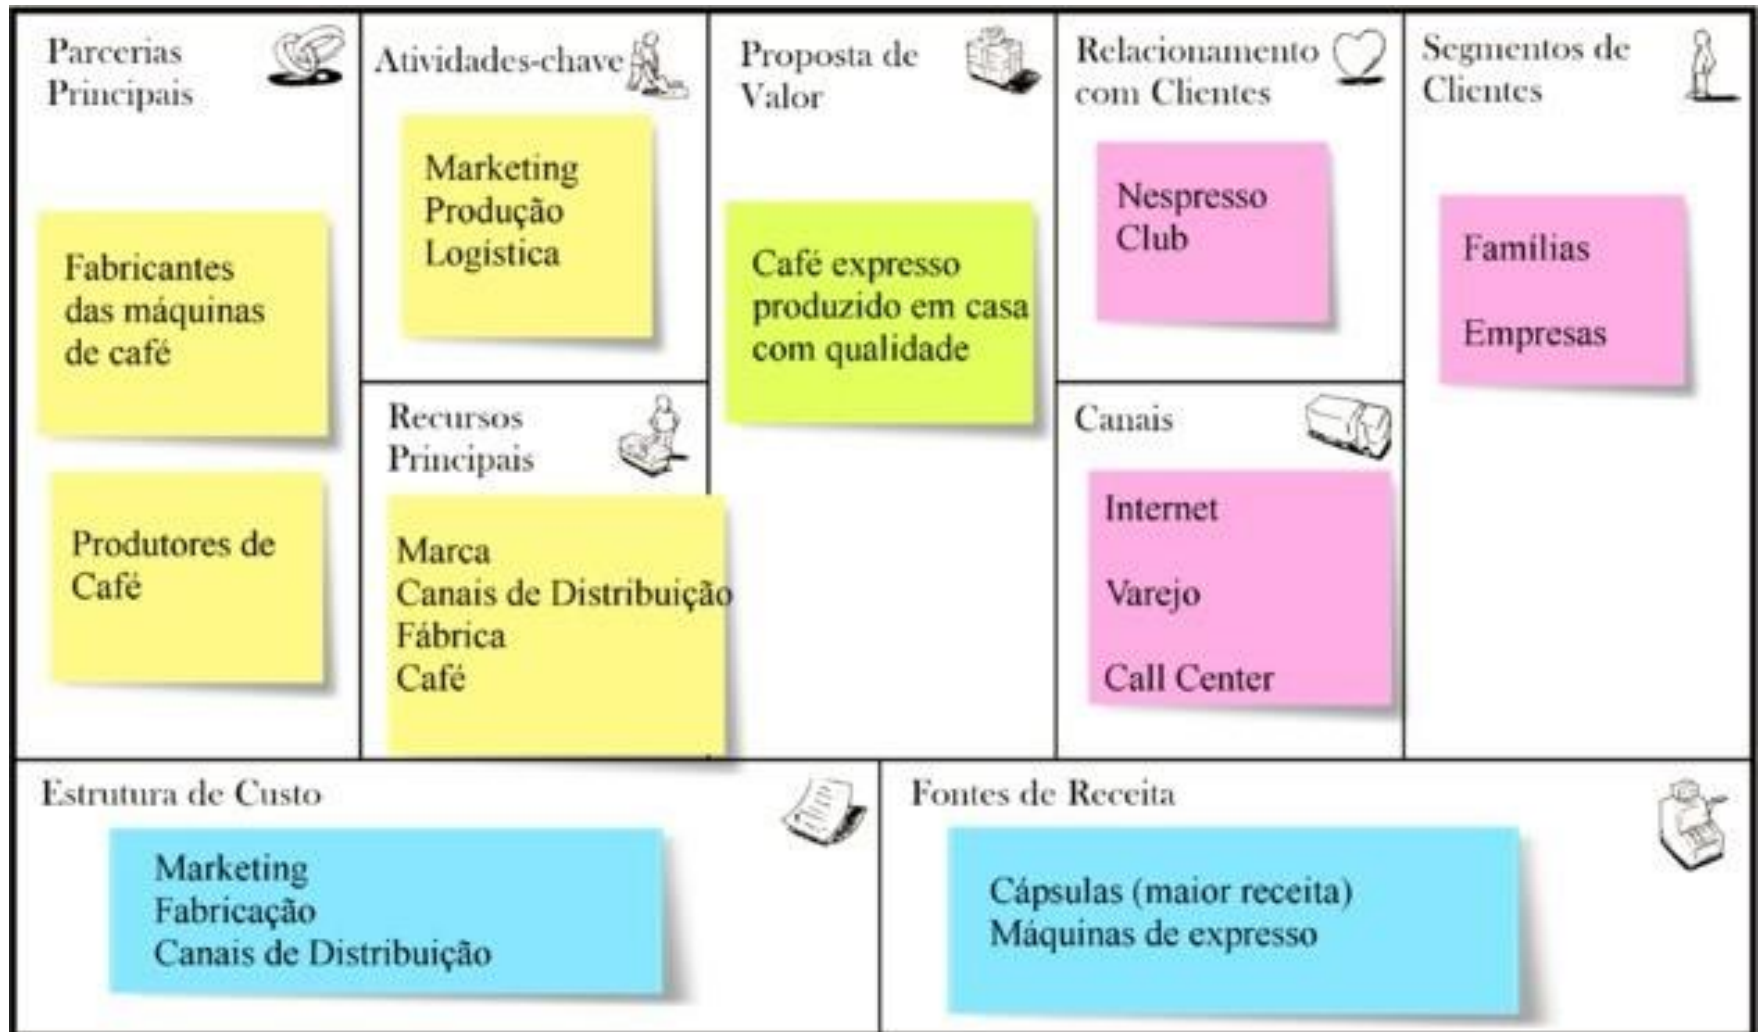 Parcerias
Principais
Fabricantes
das máquinas
de café
Produtores de
Café
Atividades-chave
Marketing
Produção
Logística
Recursos
Principais
Marca
Canais de Distribuição
Fábrica
Café
Proposta de
Valor
Café expresso
produzido em casa
com qualidade
Relacionamento
com Clientes
Nespresso
Club
Canais
Internet
Varejo
Call Center
Segmentos de
Clientes
Famílias
Empresas
Estrutura de Custo
Marketing
Fabricação
Canais de Distribuição
Fontes de Receita
Cápsulas (maior receita)
Máquinas de expresso